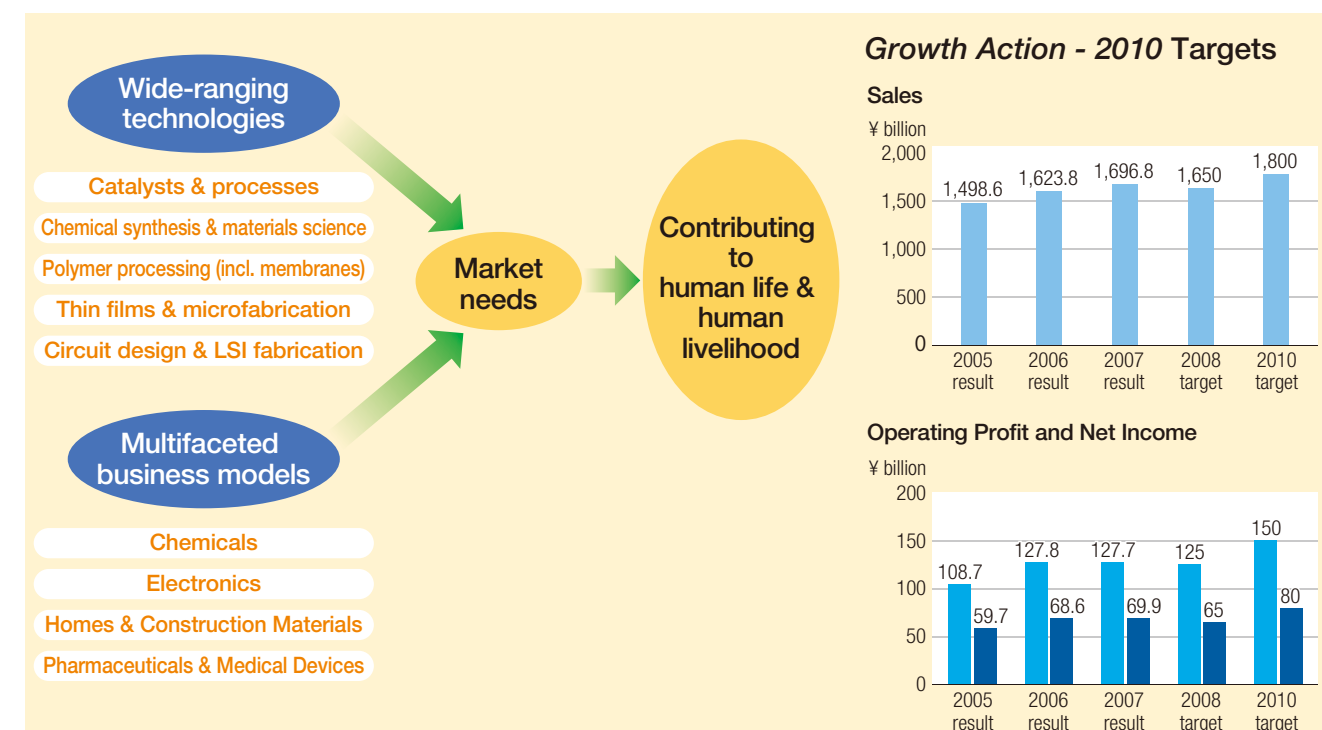 Wide-ranging
technologies
Catalysts & processes
Chemical synthesis & materials science
Polymer processing (incl. membranes)
Thin films & microfabrication
Circuit design & LSI fabrication
Multifaceted
business models
Chemicals
Electronics
Homes & Construction Materials
Pharmaceuticals & Medical Devices
Market
needs
Contributing
to
human life &
human
livelihood
Growth Action - 2010 Targets
Sales
¥ billion
2,000
1,500
1,000
500
0
1,498.6
1,623.8
1,696.8
1,650
1,800
2005
result
2006
result
2007
result
2008
target
2010
target
Operating Profit and Net Income
¥ billion
200
150
100
50
0
108.7
59.7
127.8
68.6
127.7
69.9
125
65
150
80
2005
result
2006
result
2007
result
2008
target
2010
target